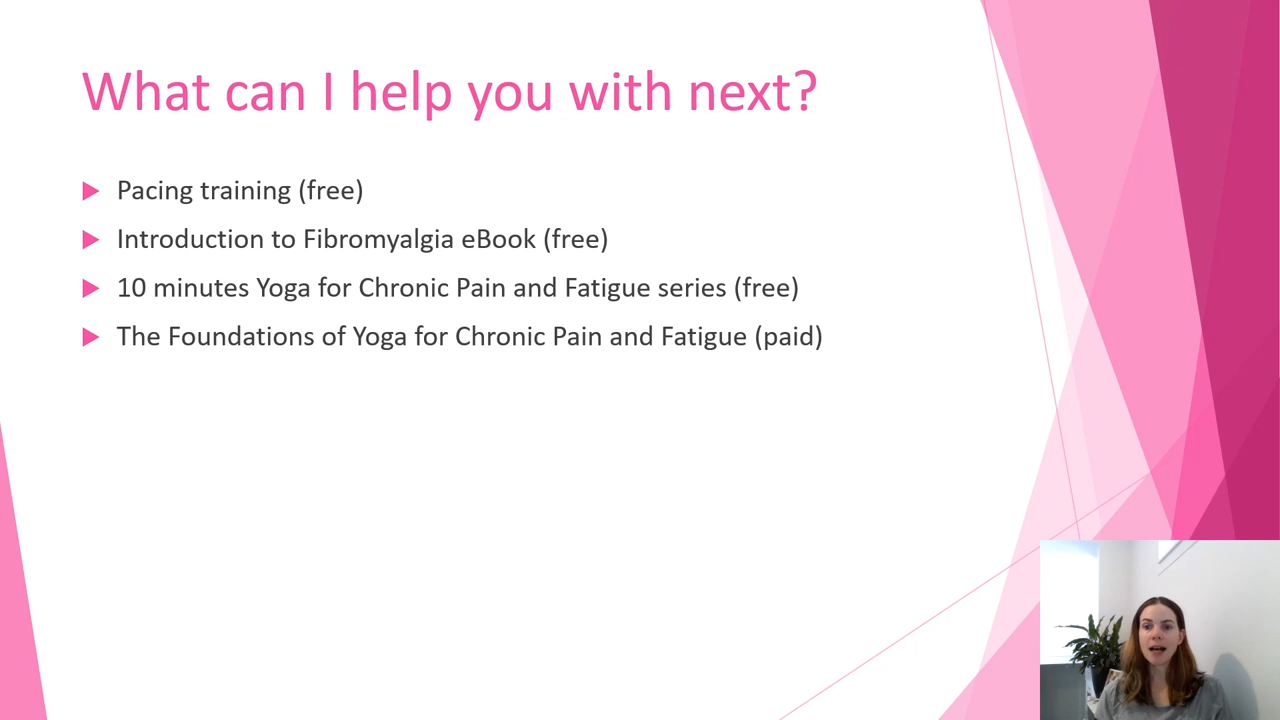 What can I help you with next?
Pacing training (free)
Introduction to Fibromyalgia eBook (free)
10 minutes Yoga for Chronic Pain and Fatigue series (free)
The Foundations of Yoga for Chronic Pain and Fatigue (paid)